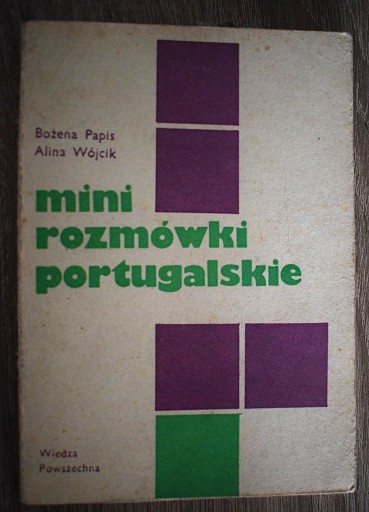 Bożena Papis
Alina Wójcik
mini
rozmówki
portugalskie
Wiedza
Powszechna